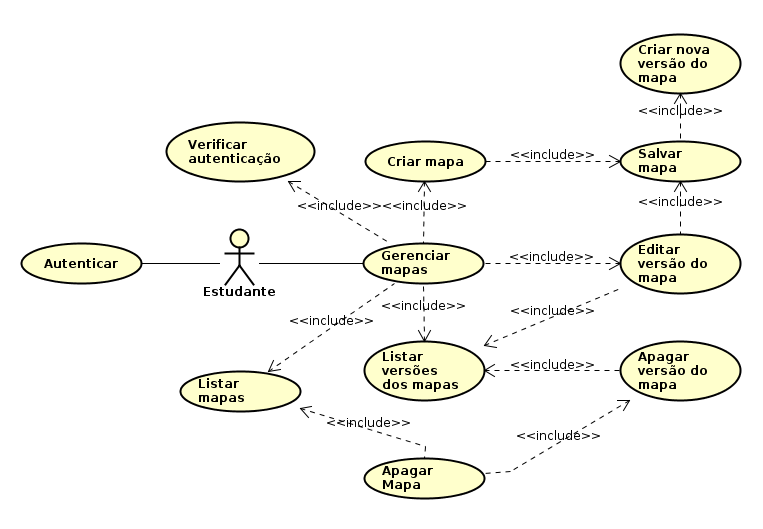 Criar nova
versão do
mapa
<<include>>
Verificar
autenticação
Criar mapa
<<include>>
Salvar
mapa
<<include>>
<<include>>
<<include>>
Autenticar
Estudante
Gerenciar
mapas
<<include>>
Editar
versão do
mapa
<<include>>
<<include>>
<<include>>
Listar
versões
dos mapas
<<include>>
Apagar
versão do
mapa
Listar
mapas
<<include>>
<<include>>
Apagar
Mapa